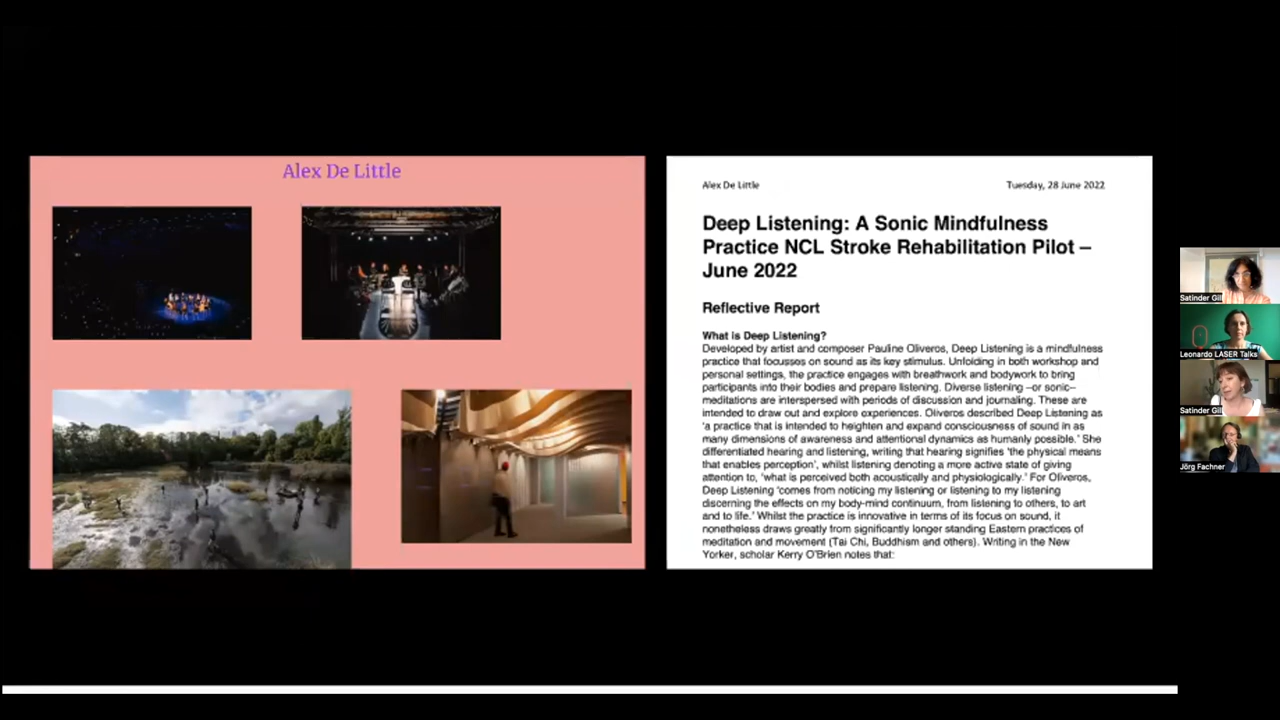 Alex De Little
Alex De Little
Tuesday, 28 June 2022
Deep Listening: A Sonic Mindfulness
Practice NCL Stroke Rehabilitation Pilot –
June 2022
Reflective Report
What is Deep Listening?
Developed by artist and composer Pauline Oliveros, Deep Listening is a mindfulness
practice that focusses on sound as its key stimulus. Unfolding in both workshop and
personal settings, the practice engages with breathwork and bodywork to bring
participants into their bodies and prepare listening. Diverse listening –or sonic–
meditations are interspersed with periods of discussion and journaling. These are
intended to draw out and explore experiences. Oliveros described Deep Listening as
'a practice that is intended to heighten and expand consciousness of sound in as
many dimensions of awareness and attentional dynamics as humanly possible.' She
differentiated hearing and listening, writing that hearing signifies 'the physical means
that enables perception', whilst listening denoting a more active state of giving
attention to, 'what is perceived both acoustically and physiologically.' For Oliveros,
Deep Listening 'comes from noticing my listening or listening to my listening
discerning the effects on my body-mind continuum, from listening to others, to art
and to life.' Whilst the practice is innovative in terms of its focus on sound, it
nonetheless draws greatly from significantly longer standing Eastern practices of
meditation and movement (Tai Chi, Buddhism and others). Writing in the New
Yorker, scholar Kerry O'Brien notes that:
Satinder Gill
Leonardo LASER Talks
Satinder Gill
Jörg Fachner